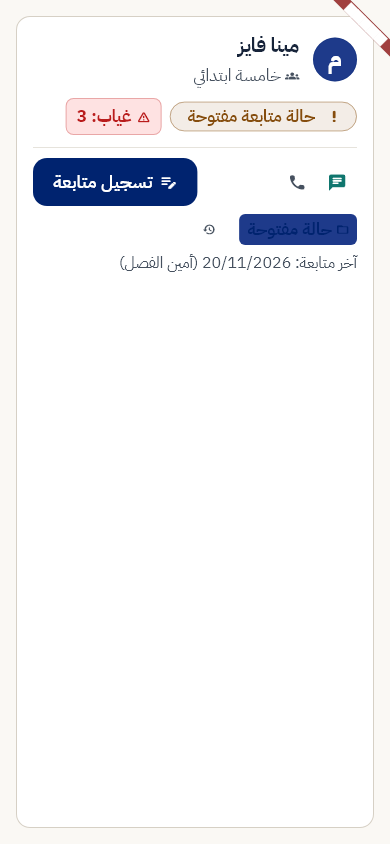 م
مينا فايز
خامسة ابتدائي
حالة متابعة مفتوحة
غياب: 3
تسجيل متابعة
حالة مفتوحة
آخر متابعة: 20/11/2026 (أمين الفصل)